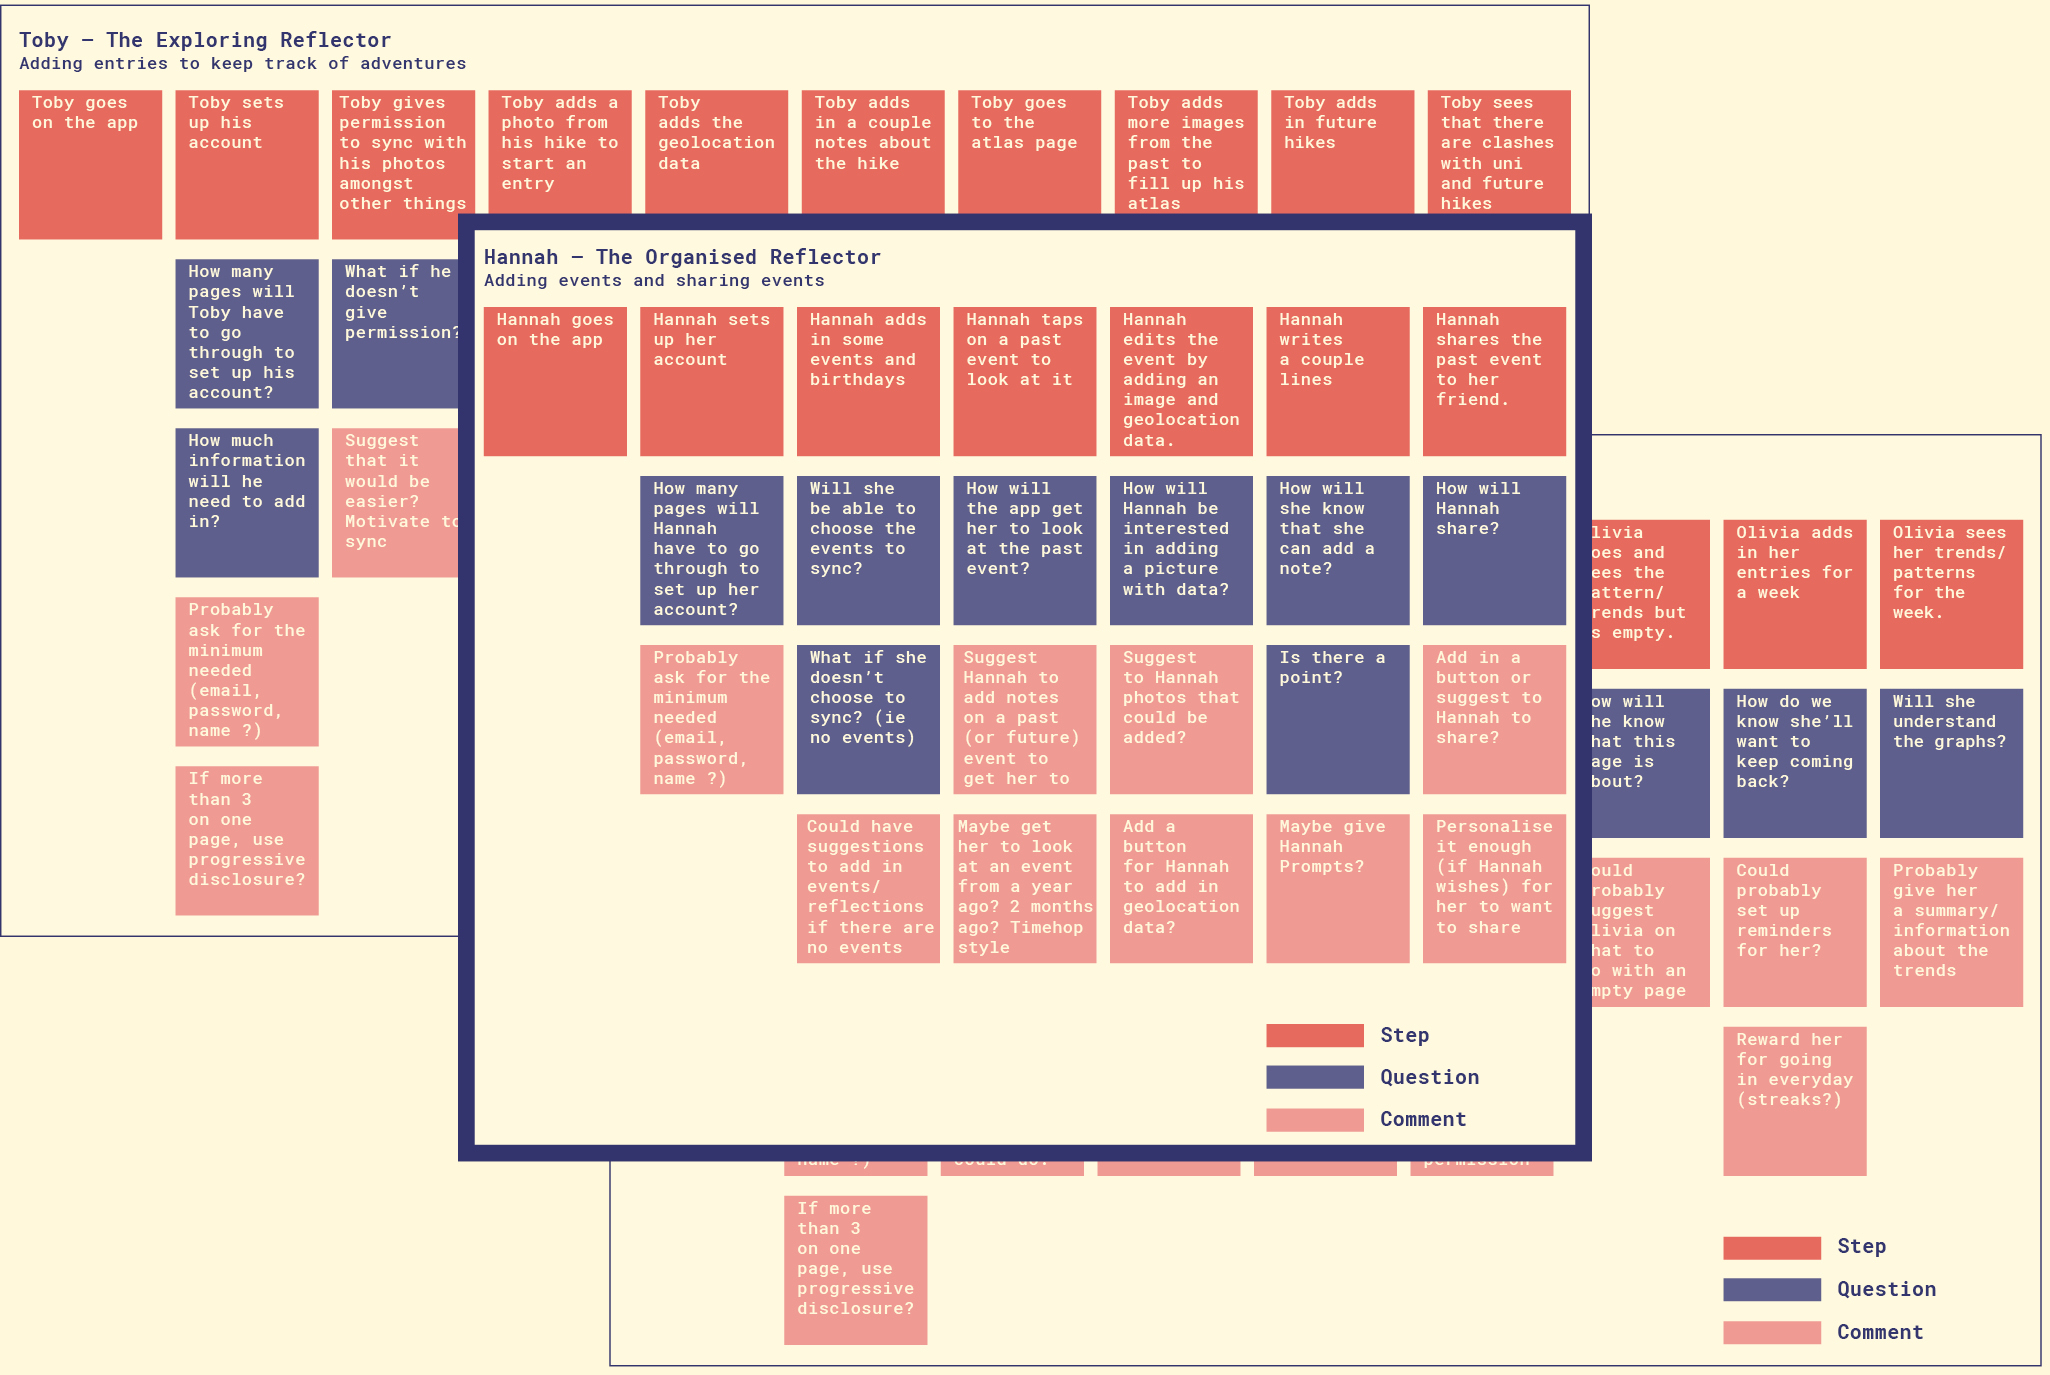 Toby – The Exploring Reflector
Adding entries to keep track of adventures
Toby goes
on the app
Toby sets
up his
account
Toby gives
permission
to sync with
his photos
amongst
other things
Toby adds a
photo from
his hike to
start an
entry
Toby
adds the
geolocation
data
Toby adds
in a couple
notes about
the hike
Toby goes
to the
atlas page
Toby adds
more images
from the
past to
fill up his
atlas
Toby adds
in future
hikes
Toby sees
that there
are clashes
with uni
and future
hikes
How many
pages will
Toby have
to go
through to
set up his
account?
What if he
doesn’t
give
permission?
How much
information
will he
need to add
in?
Suggest
that it
would be
easier?
Motivate to
sync
Probably
ask for the
minimum
needed
(email,
password,
name ?)
If more
than 3
on one
page, use
progressive
disclosure?
Hannah – The Organised Reflector
Adding events and sharing events
Hannah goes
on the app
Hannah sets
up her
account
Hannah adds
in some
events and
birthdays
Hannah taps
on a past
event to
look at it
Hannah
edits the
event by
adding an
image and
geolocation
data.
Hannah
writes
a couple
lines
Hannah
shares the
past event
to her
friend.
How many
pages will
Hannah
have to go
through to
set up her
account?
Will she
be able to
choose the
events to
sync?
How will
the app get
her to look
at the past
event?
How will
Hannah be
interested
in adding
a picture
with data?
How will
she know
that she
can add a
note?
How will
Hannah
share?
Probably
ask for the
minimum
needed
(email,
password,
name ?)
What if she
doesn’t
choose to
sync? (ie
no events)
Suggest
Hannah to
add notes
on a past
(or future)
event to
get her to
Suggest
to Hannah
photos that
could be
added?
Is there a
point?
Add in a
button or
suggest to
Hannah to
share?
Could have
suggestions
to add in
events/
reflections
if there are
no events
Maybe get
her to look
at an event
from a year
ago? 2 months
ago? Timehop
style
Add a
button
for Hannah
to add in
geolocation
data?
Maybe give
Hannah
Prompts?
Personalise
it enough
(if Hannah
wishes) for
her to want
to share
Step
Question
Comment
livia
oes and
ees the
attern/
rends but
s empty.
Olivia adds
in her
entries for
a week
Olivia sees
her trends/
patterns
for the
week.
ow will
he know
hat this
age is
bout?
How do we
know she’ll
want to
keep coming
back?
Will she
understand
the graphs?
ould
robably
uggest
livia on
hat to
o with an
mpty page
Could
probably
set up
reminders
for her?
Probably
give her
a summary/
information
about the
trends
Reward her
for going
in everyday
(streaks?)
If more
than 3
on one
page, use
progressive
disclosure?
Step
Question
Comment